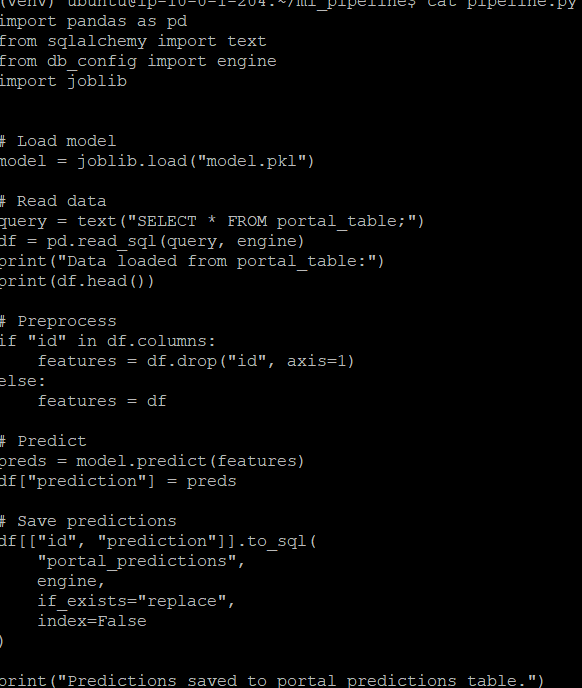 (venv) ubuntu@ip-10-0-1-204:~/ml_pipeline$ cat pipeline.py
import pandas as pd
from sqlalchemy import text
from db_config import engine
import joblib
# Load model
model = joblib.load("model.pkl")
# Read data
query = text("SELECT * FROM portal_table;")
df = pd.read_sql(query, engine)
print("Data loaded from portal_table:")
print(df.head())
# Preprocess
if "id" in df.columns:
    features = df.drop("id", axis=1)
else:
    features = df
# Predict
preds = model.predict(features)
df["prediction"] = preds
# Save predictions
df[["id", "prediction"]].to_sql(
    "portal_predictions",
    engine,
    if_exists="replace",
    index=False
)
print("Predictions saved to portal_predictions table.")